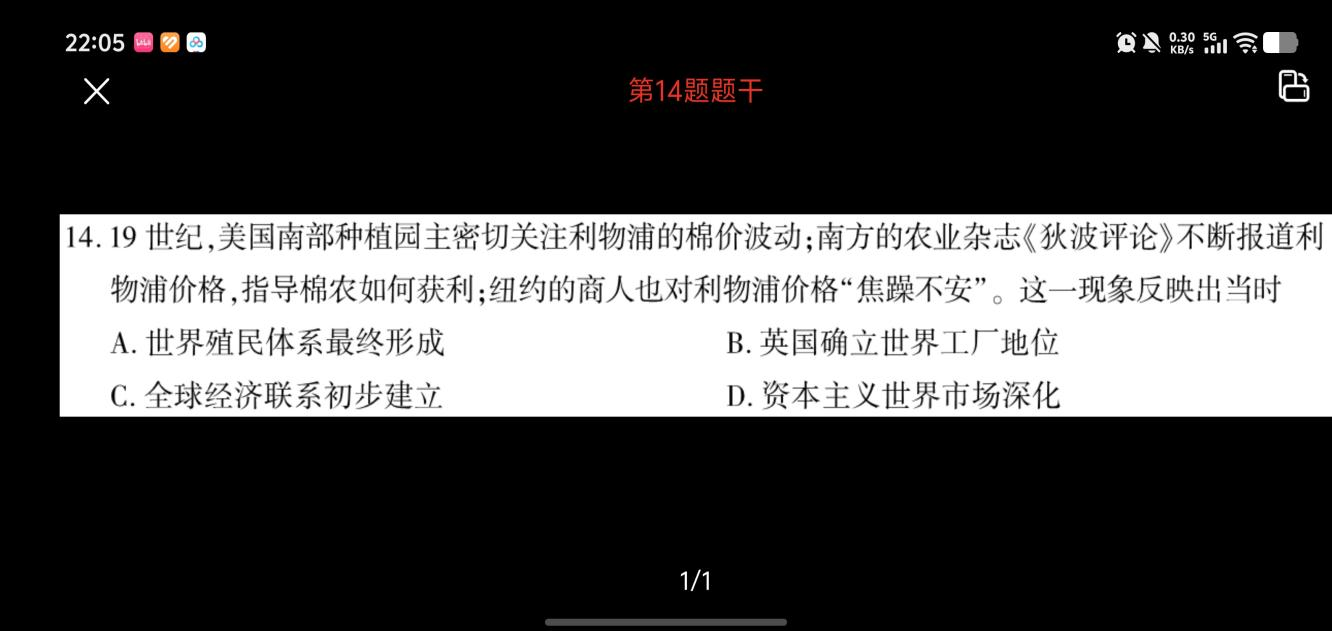 22:05
0.30
KB/s
5G
第14题题干
14. 19 世纪,美国南部种植园主密切关注利物浦的棉价波动;南方的农业杂志《狄波评论》不断报道利
物浦价格,指导棉农如何获利;纽约的商人也对利物浦价格“焦躁不安”。这一现象反映出当时
A. 世界殖民体系最终形成
B. 英国确立世界工厂地位
C. 全球经济联系初步建立
D. 资本主义世界市场深化
1/1